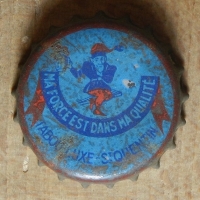 MA FORCE EST DANS MA QUALITÉ
ST QUENTIN